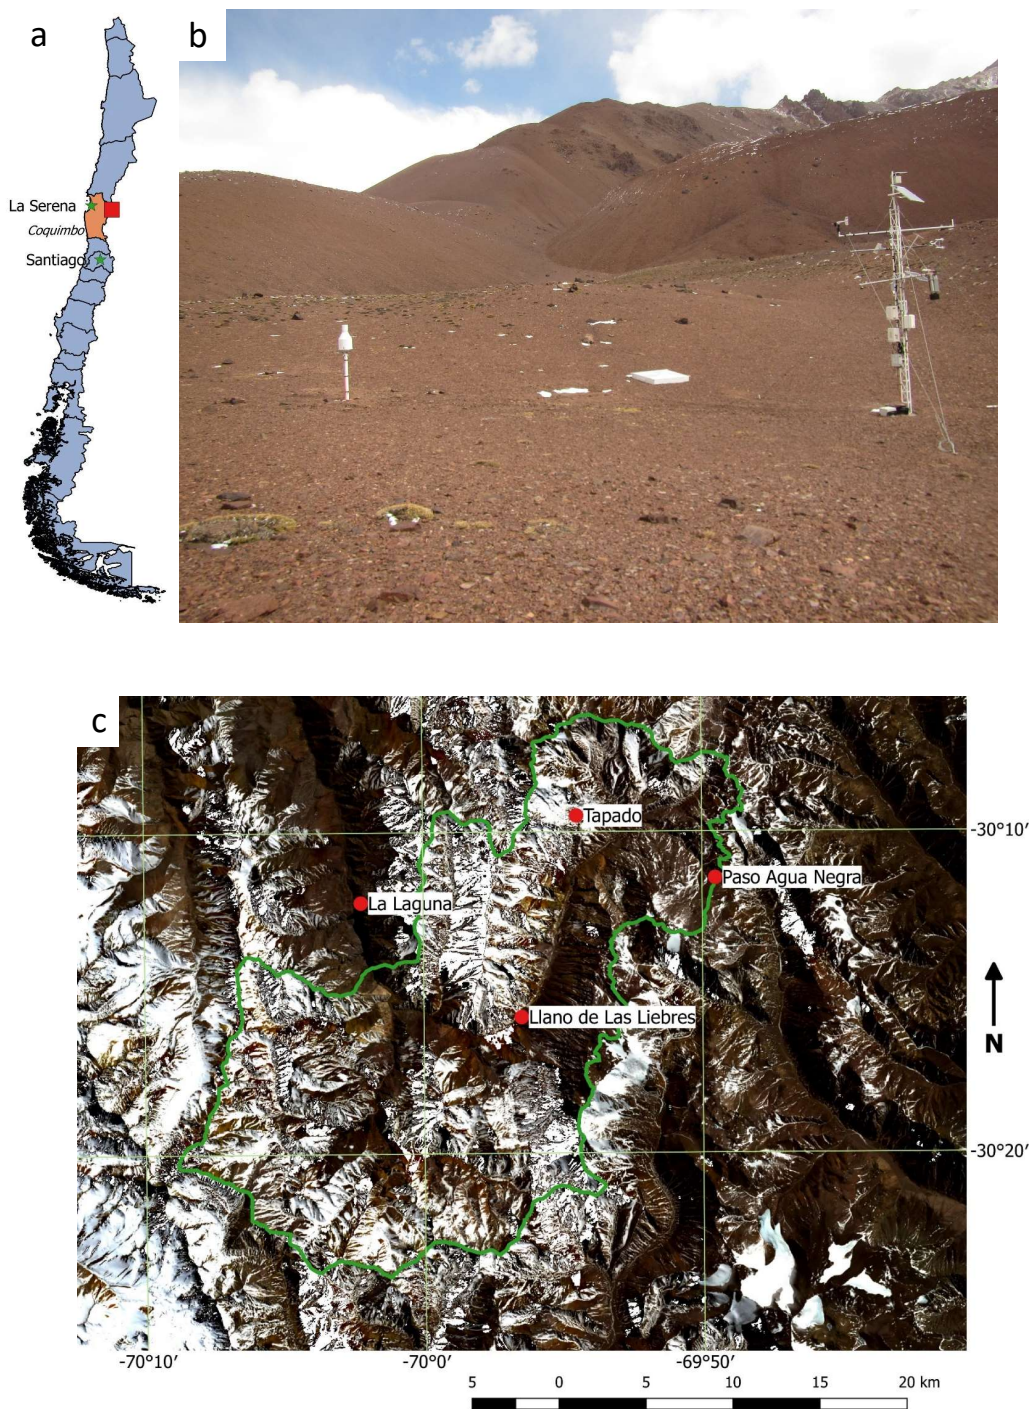 a
b
La Serena
Coquimbo
Santiago
c
Tapado
-30°10′
Paso Agua Negra
La Laguna
Llano de Las Liebres
N
-30°20′
-70°10′
-70°0′
-69°50′
5 0 5 10 15 20 km